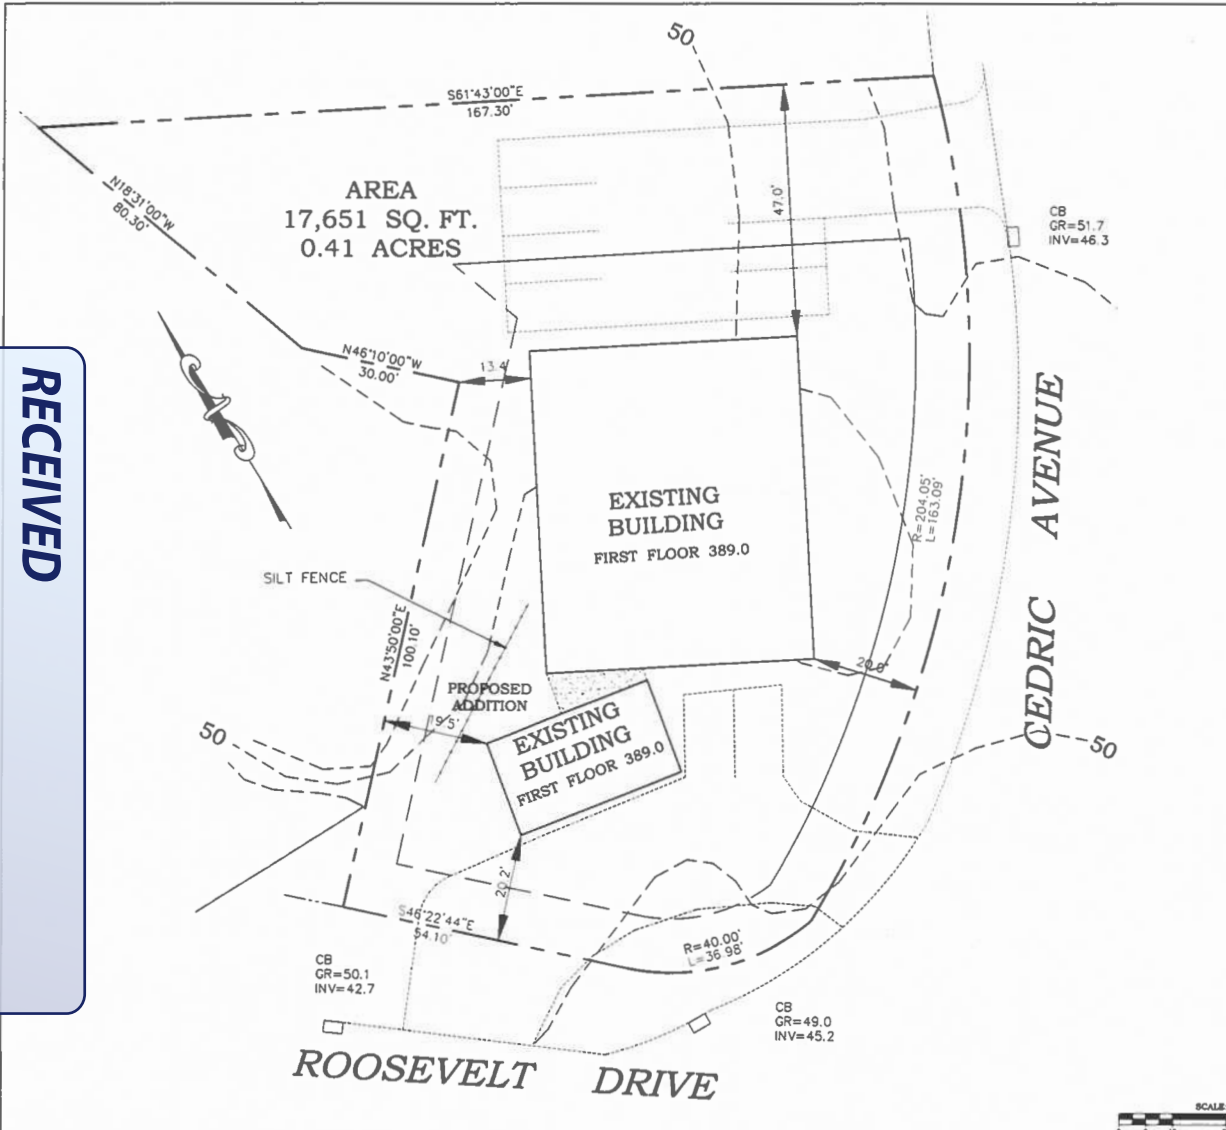 50
S61°43'00"E
167.30'
N18°31'00"W
80.30'
AREA
17,651 SQ. FT.
0.41 ACRES
47.0'
CB
GR=51.7
INV=46.3
N46°10'00"W
30.00'
13.4'
RECEIVED
EXISTING
BUILDING
FIRST FLOOR 389.0
R=204.05'
L=163.09'
CEDRIC AVENUE
SILT FENCE
N43°50'00"E
100.10'
20.8'
PROPOSED
ADDITION
19.5'
EXISTING
BUILDING
FIRST FLOOR 389.0
50
50
20.2'
S46°22'44"E
54.10'
R=40.00'
L=36.98'
CB
GR=50.1
INV=42.7
CB
GR=49.0
INV=45.2
ROOSEVELT DRIVE
SCALE: